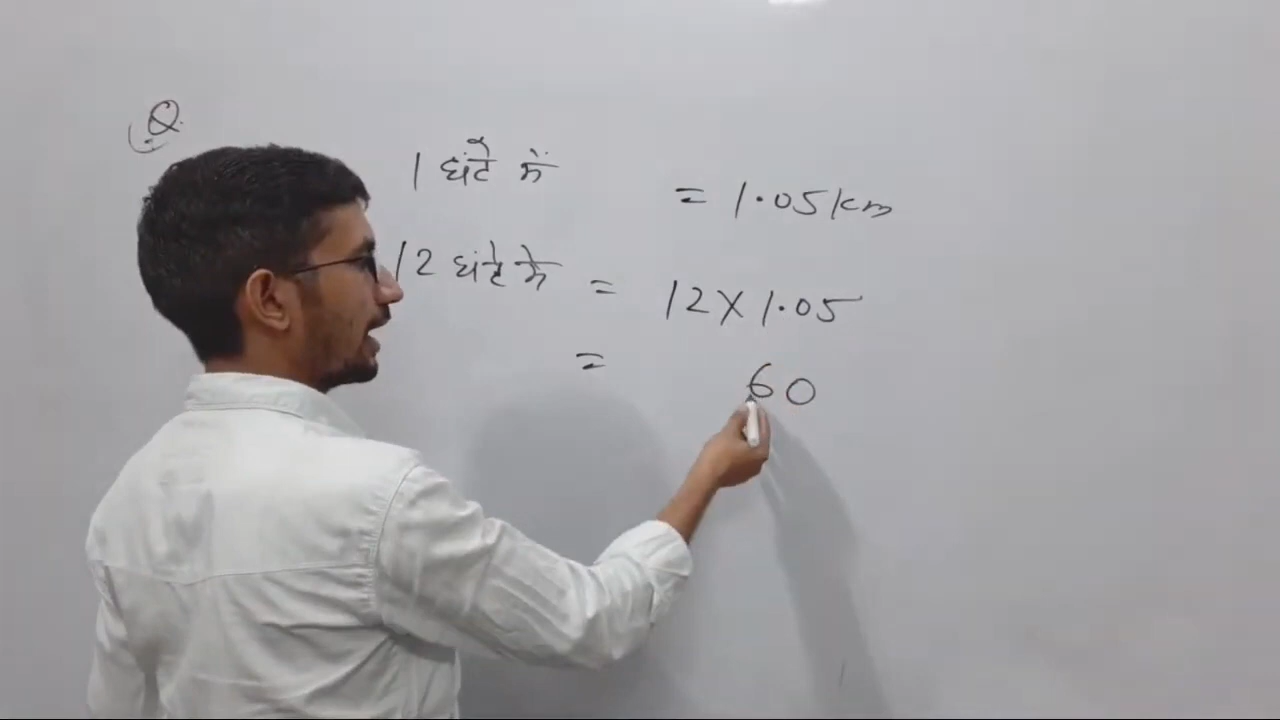 Q.
1 घंटे में = 1.05 km
12 घंटे में = 12 X 1.05
= 60